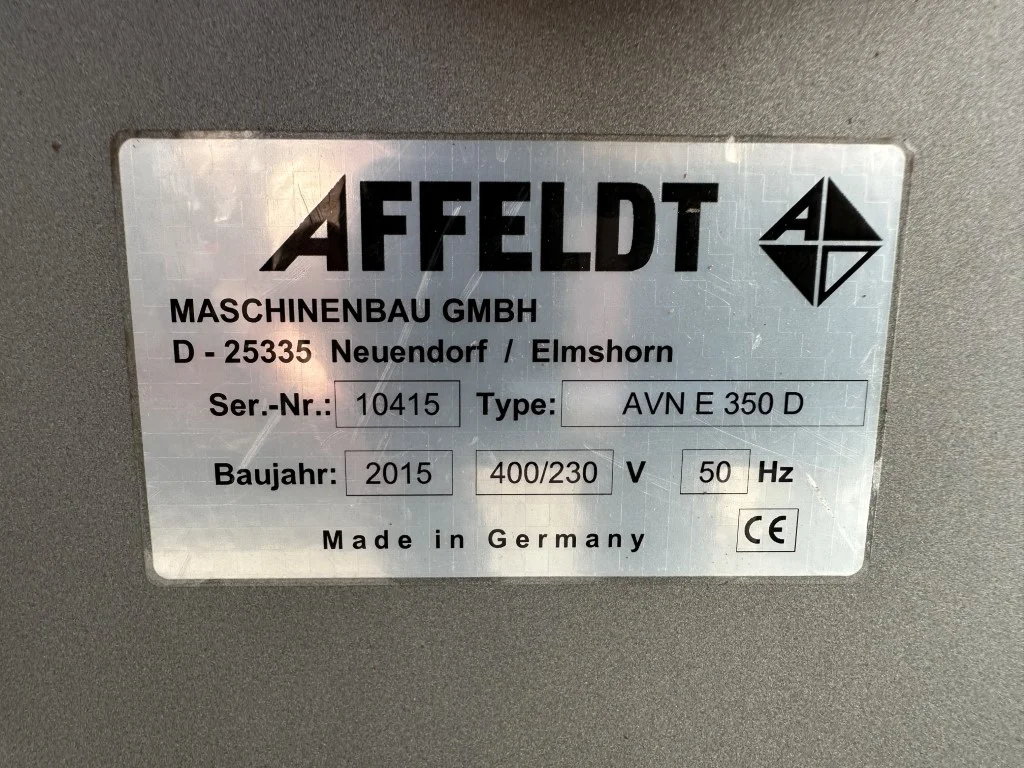 AFFELDT
A D
MASCHINENBAU GMBH
D - 25335 Neuendorf / Elmshorn
Ser.-Nr.: 10415 Type: AVN E 350 D
Baujahr: 2015 400/230 V 50 Hz
Made in Germany CE